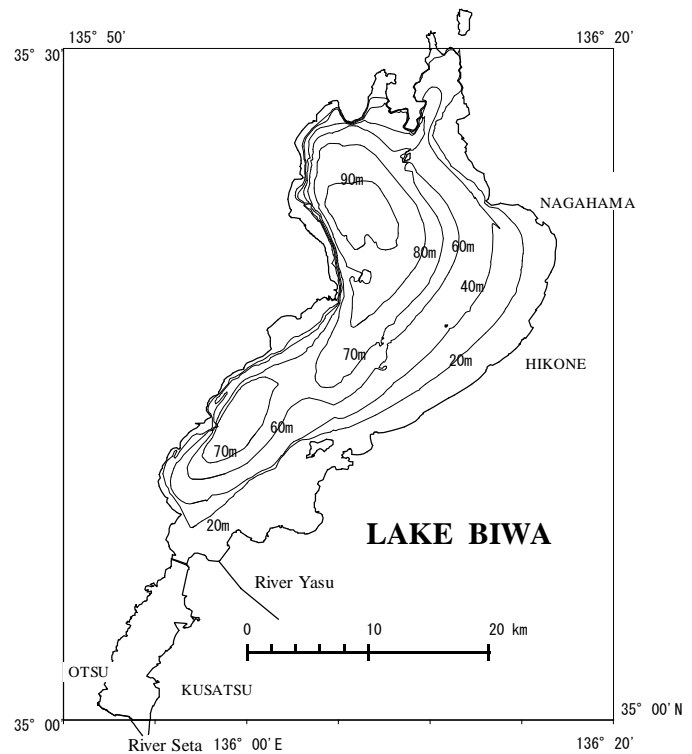 135° 50'
136° 20'
35° 30'
90m
NAGAHAMA
60m
80m
40m
70m
20m
HIKONE
60m
70m
20m
LAKE BIWA
River Yasu
0 10 20 km
OTSU
KUSATSU
35° 00'N
35° 00
River Seta
136° 00'E
136° 20'